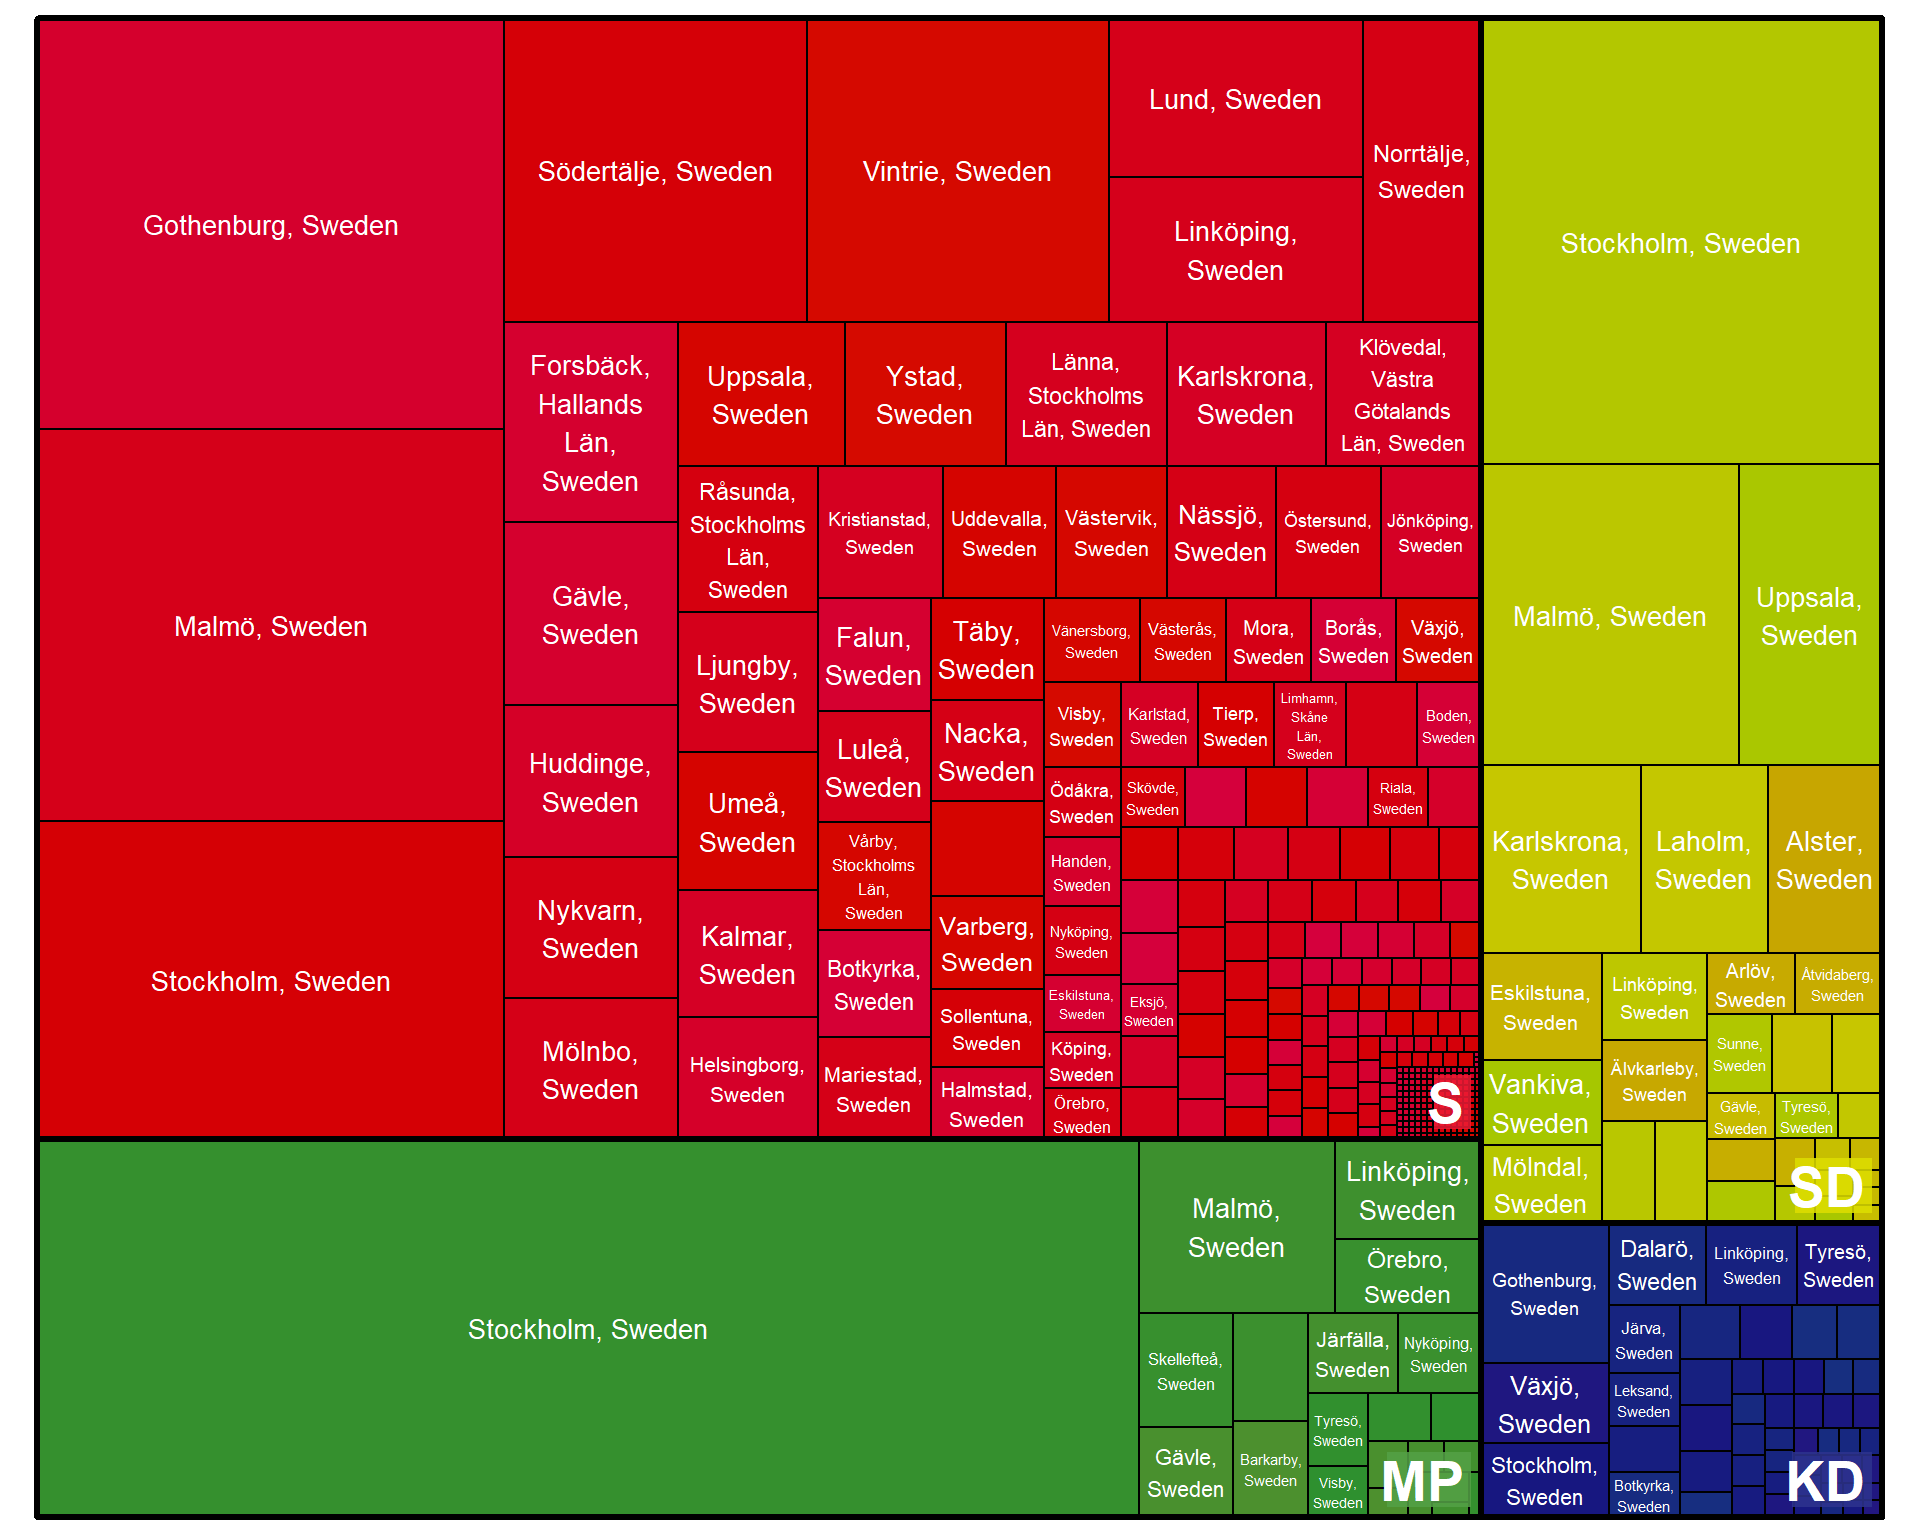 Gothenburg, Sweden
Malmö, Sweden
Stockholm, Sweden
Södertälje, Sweden
Vintrie, Sweden
Lund, Sweden
Linköping,
Sweden
Norrtälje,
Sweden
Forsbäck,
Hallands
Län,
Sweden
Gävle,
Sweden
Huddinge,
Sweden
Nykvarn,
Sweden
Mölnbo,
Sweden
Uppsala,
Sweden
Ystad,
Sweden
Länna,
Stockholms
Län, Sweden
Karlskrona,
Sweden
Klövedal,
Västra
Götalands
Län, Sweden
Råsunda,
Stockholms
Län,
Sweden
Ljungby,
Sweden
Umeå,
Sweden
Kalmar,
Sweden
Helsingborg,
Sweden
Kristianstad,
Sweden
Uddevalla,
Sweden
Västervik,
Sweden
Nässjö,
Sweden
Östersund,
Sweden
Jönköping,
Sweden
Falun,
Sweden
Luleå,
Sweden
Vårby,
Stockholms
Län,
Sweden
Botkyrka,
Sweden
Mariestad,
Sweden
Täby,
Sweden
Nacka,
Sweden
Varberg,
Sweden
Sollentuna,
Sweden
Halmstad,
Sweden
Vänersborg,
Sweden
Västerås,
Sweden
Mora,
Sweden
Borås,
Sweden
Växjö,
Sweden
Visby,
Sweden
Karlstad,
Sweden
Tierp,
Sweden
Limhamn,
Skåne
Län,
Sweden
Boden,
Sweden
Ödåkra,
Sweden
Skövde,
Sweden
Riala,
Sweden
Handen,
Sweden
Nyköping,
Sweden
Eskilstuna,
Sweden
Eksjö,
Sweden
Köping,
Sweden
Örebro,
Sweden
S
Stockholm, Sweden
Malmö, Sweden
Uppsala,
Sweden
Karlskrona,
Sweden
Laholm,
Sweden
Alster,
Sweden
Eskilstuna,
Sweden
Vankiva,
Sweden
Mölndal,
Sweden
Linköping,
Sweden
Älvkarleby,
Sweden
Arlöv,
Sweden
Åtvidaberg,
Sweden
Sunne,
Sweden
Gävle,
Sweden
Tyresö,
Sweden
SD
Stockholm, Sweden
Malmö,
Sweden
Linköping,
Sweden
Örebro,
Sweden
Skellefteå,
Sweden
Gävle,
Sweden
Barkarby,
Sweden
Järfälla,
Sweden
Nyköping,
Sweden
Tyresö,
Sweden
Visby,
Sweden
MP
Gothenburg,
Sweden
Växjö,
Sweden
Stockholm,
Sweden
Dalarö,
Sweden
Linköping,
Sweden
Tyresö,
Sweden
Järva,
Sweden
Leksand,
Sweden
Botkyrka,
Sweden
KD